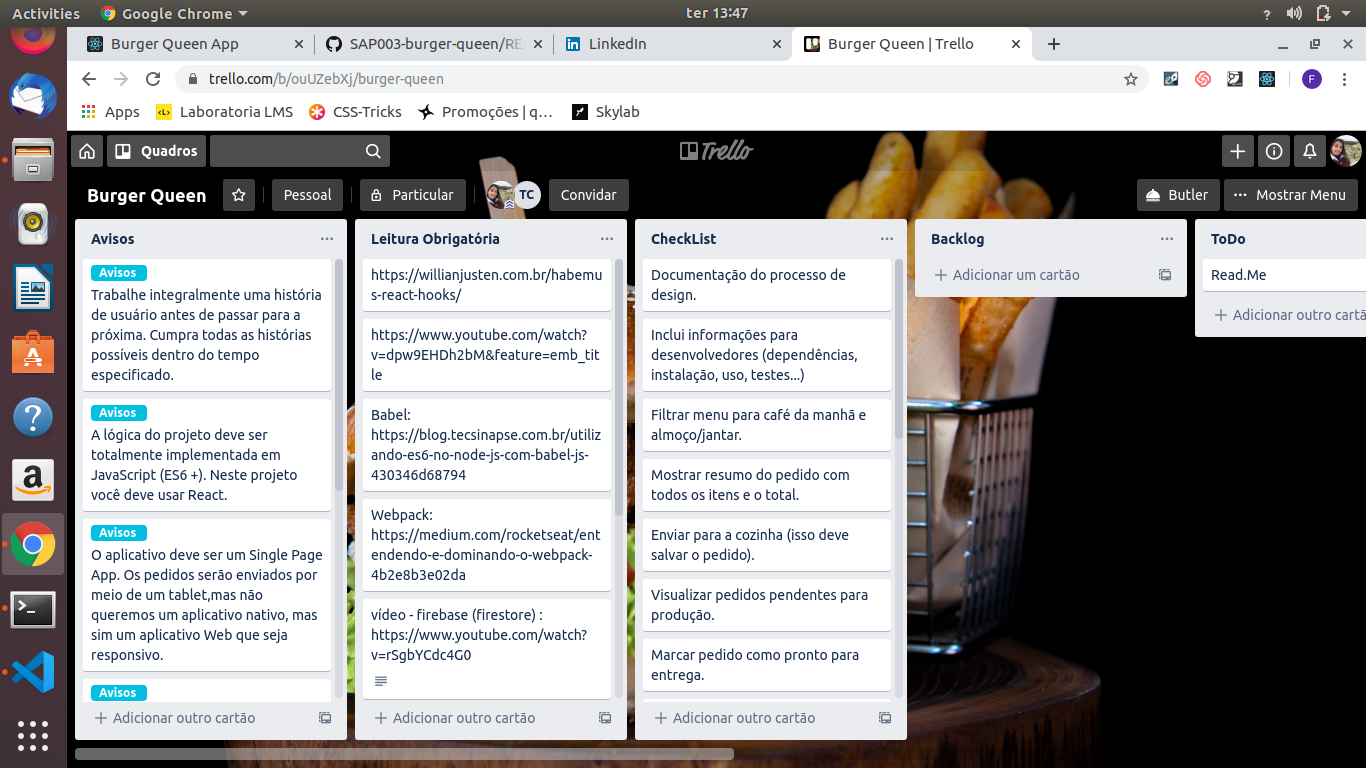 Activities
Google Chrome
ter 13:47
Burger Queen App
SAP003-burger-queen/RE
LinkedIn
Burger Queen | Trello
trello.com/b/ouUZebXj/burger-queen
F
Apps
Laboratoria LMS
CSS-Tricks
Promoções | q…
Skylab
Quadros
Trello
Burger Queen
Pessoal
Particular
TC
Convidar
Butler
Mostrar Menu
Avisos
Avisos
Trabalhe integralmente uma história
de usuário antes de passar para a
próxima. Cumpra todas as histórias
possíveis dentro do tempo
especificado.
Avisos
A lógica do projeto deve ser
totalmente implementada em
JavaScript (ES6 +). Neste projeto
você deve usar React.
Avisos
O aplicativo deve ser um Single Page
App. Os pedidos serão enviados por
meio de um tablet,mas não
queremos um aplicativo nativo, mas
sim um aplicativo Web que seja
responsivo.
Avisos
Adicionar outro cartão
Leitura Obrigatória
https://willianjusten.com.br/habemu
s-react-hooks/
https://www.youtube.com/watch?
v=dpw9EHDh2bM&feature=emb_tit
le
Babel:
https://blog.tecsinapse.com.br/utiliz
ando-es6-no-node-js-com-babel-js-
430346d68794
Webpack:
https://medium.com/rocketseat/ent
endendo-e-dominando-o-webpack-
4b2e8b3e02da
vídeo - firebase (firestore) :
https://www.youtube.com/watch?
v=rSgbYCdc4G0
Adicionar outro cartão
CheckList
Documentação do processo de
design.
Inclui informações para
desenvolvedores (dependências,
instalação, uso, testes...)
Filtrar menu para café da manhã e
almoço/jantar.
Mostrar resumo do pedido com
todos os itens e o total.
Enviar para a cozinha (isso deve
salvar o pedido).
Visualizar pedidos pendentes para
produção.
Marcar pedido como pronto para
entrega.
Adicionar outro cartão
Backlog
Adicionar um cartão
ToDo
Read.Me
Adicionar outro cartã